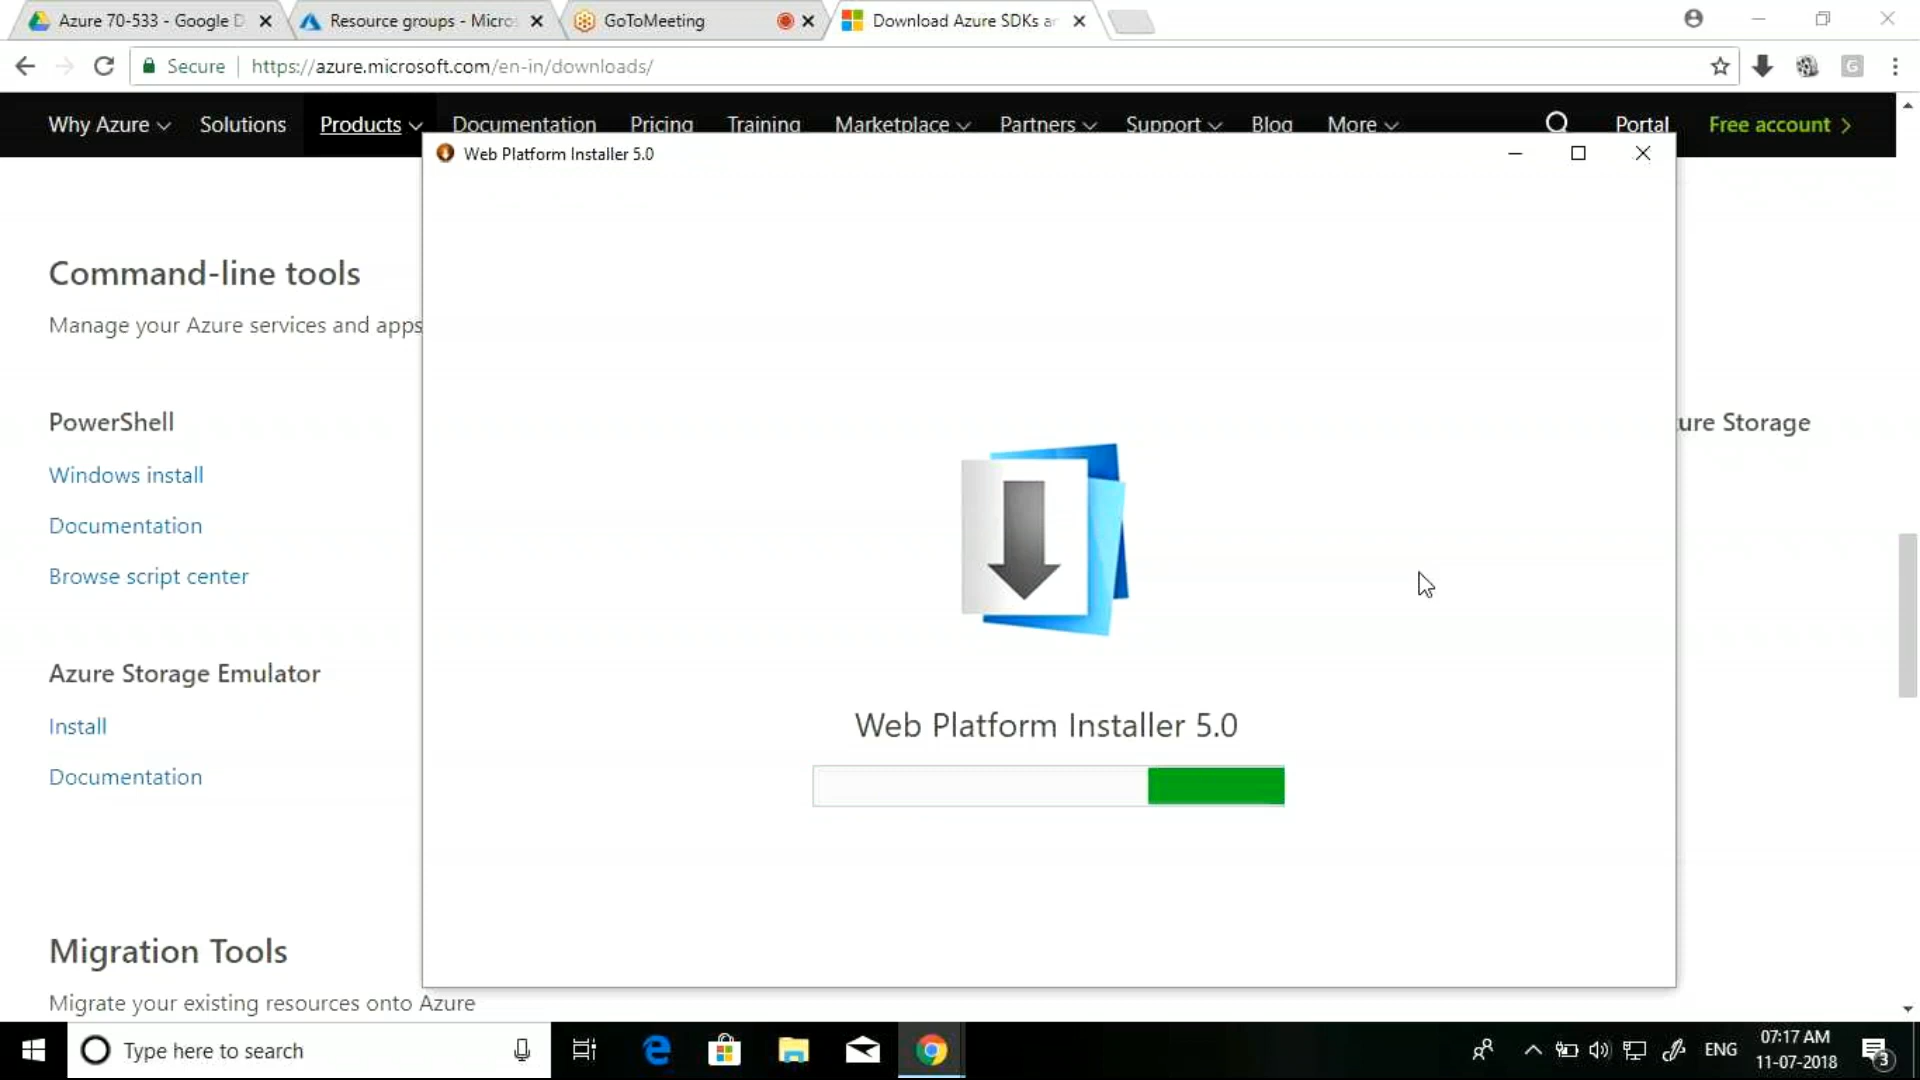 Azure 70-533 - Google D
Resource groups - Micro
GoToMeeting
Download Azure SDKs an
Secure
https://azure.microsoft.com/en-in/downloads/
G
Why Azure
Solutions
Products
Documentation
Pricing
Training
Marketplace
Partners
Support
Blog
More
Portal
Free account
Web Platform Installer 5.0
Command-line tools
Manage your Azure services and apps
PowerShell
ure Storage
Windows install
Documentation
Browse script center
Azure Storage Emulator
Install
Documentation
Web Platform Installer 5.0
Migration Tools
Migrate your existing resources onto Azure
Type here to search
ENG
07:17 AM
11-07-2018
3